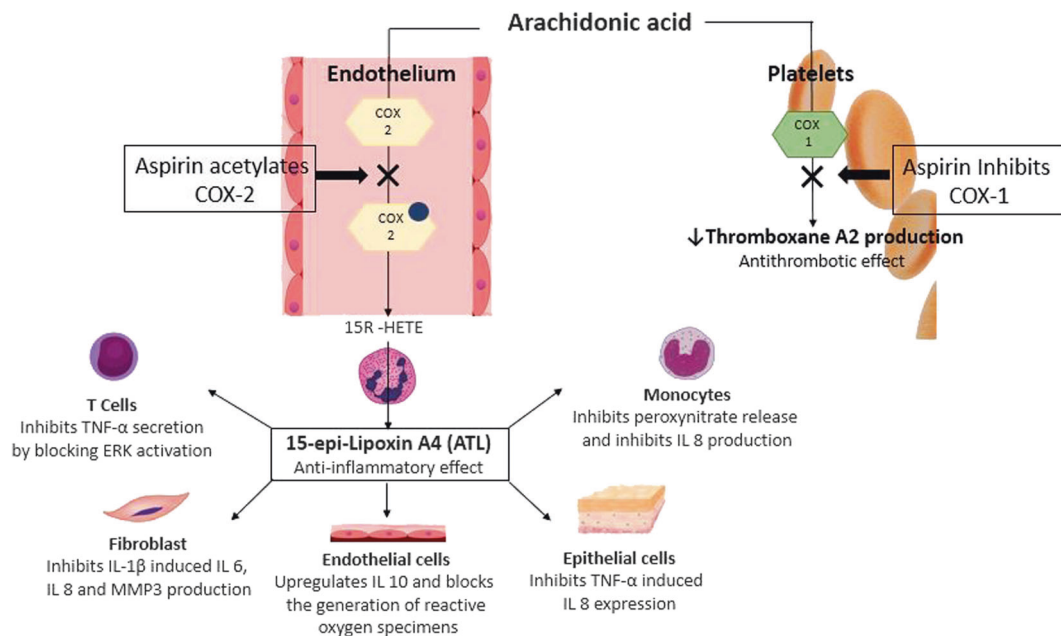 Arachidonic acid
Endothelium
Platelets
COX
2
COX
1
Aspirin acetylates
COX-2
Aspirin Inhibits
COX-1
COX
2
↓Thromboxane A2 production
Antithrombotic effect
15R -HETE
T Cells
Inhibits TNF-α secretion
by blocking ERK activation
Monocytes
Inhibits peroxynitrate release
and inhibits IL 8 production
15-epi-Lipoxin A4 (ATL)
Anti-inflammatory effect
Fibroblast
Inhibits IL-1β induced IL 6,
IL 8 and MMP3 production
Endothelial cells
Upregulates IL 10 and blocks
the generation of reactive
oxygen specimens
Epithelial cells
Inhibits TNF-α induced
IL 8 expression